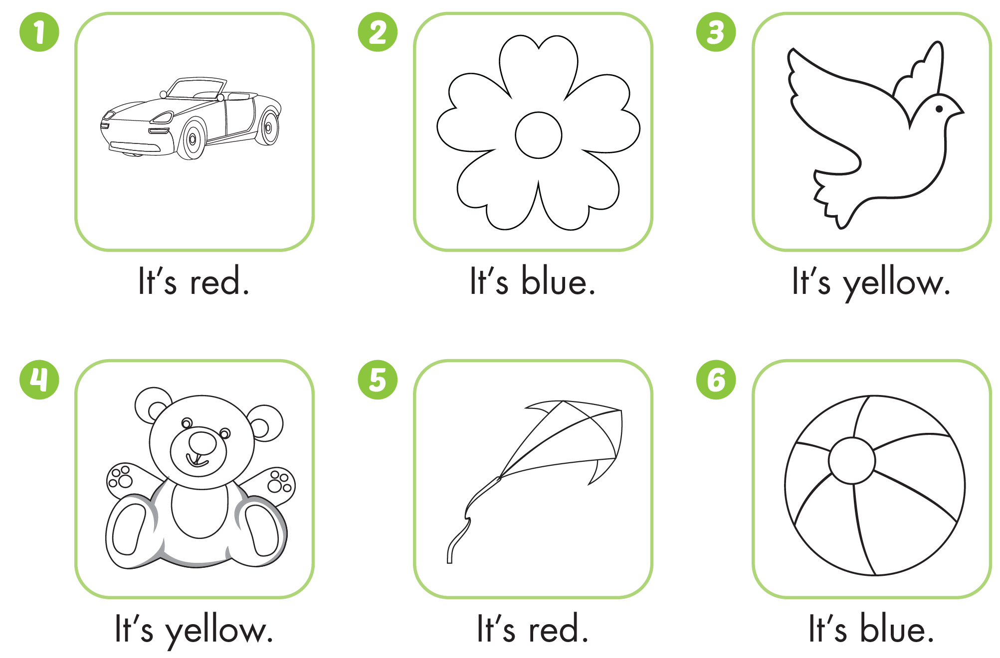 1
2
3
It's red.
It's blue.
It's yellow.
4
5
6
It's yellow.
It's red.
It's blue.